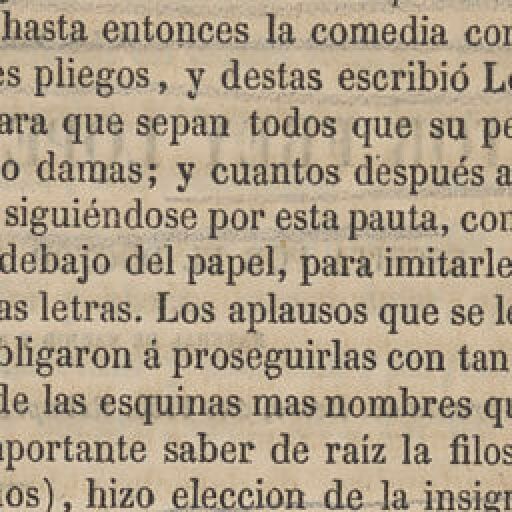 hasta entonces la comedia con
es pliegos, y destas escribió Lo
ara que sepan todos que su pe
o damas; y cuantos después a
siguiéndose por esta pauta, con
debajo del papel, para imitarle
as letras. Los aplausos que se le
bligaron á proseguirlas con tan
de las esquinas mas nombres qu
portante saber de raíz la filos
ios), hizo eleccion de la insign